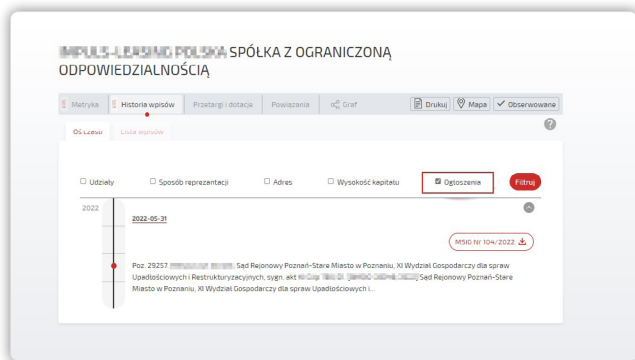 SPÓŁKA Z OGRANICZONĄ
ODPOWIEDZIALNOŚCIĄ
Metryka Historia wpisów Przetargi i dotacje Powiązania Graf Drukuj Mapa Obserwowane
Oś czasu Lista wpisów ?
Udziały Sposób reprezentacji Adres Wysokość kapitału Ogłoszenia Filtruj
2022
2022-05-31
MSIG Nr 104/2022
Poz. 29257. Sąd Rejonowy Poznań-Stare Miasto w Poznaniu, XI Wydział Gospodarczy dla spraw
Upadłościowych i Restrukturyzacyjnych, sygn. akt Sąd Rejonowy Poznań-Stare
Miasto w Poznaniu, XI Wydział Gospodarczy dla spraw Upadłościowych i...